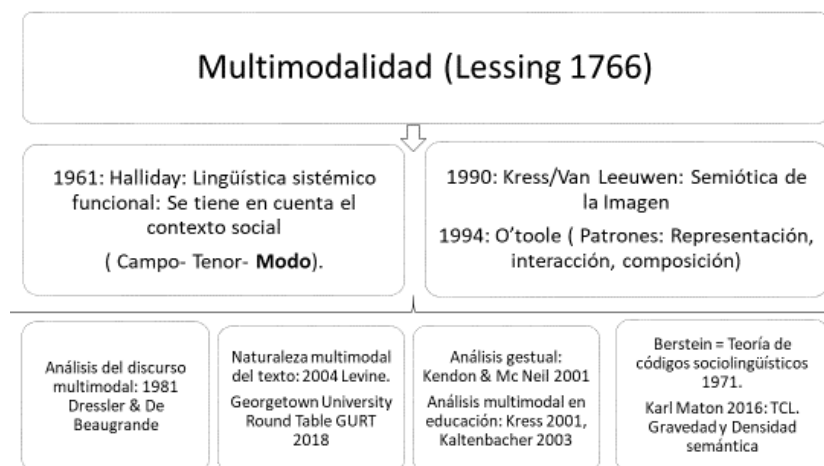 Multimodalidad (Lessing 1766)
1961: Halliday: Lingüística sistémico
funcional: Se tiene en cuenta el
contexto social
( Campo- Tenor- Modo).
1990: Kress/Van Leeuwen: Semiótica de
la Imagen
1994: O'toole ( Patrones: Representación,
interacción, composición)
Análisis del discurso
multimodal: 1981
Dressler & De
Beaugrande
Naturaleza multimodal
del texto: 2004 Levine.
Georgetown University
Round Table GURT
2018
Análisis gestual:
Kendon & Mc Neil 2001
Análisis multimodal en
educación: Kress 2001,
Kaltenbacher 2003
Berstein = Teoría de
códigos sociolingüísticos
1971.
Karl Maton 2016: TCL.
Gravedad y Densidad
semántica